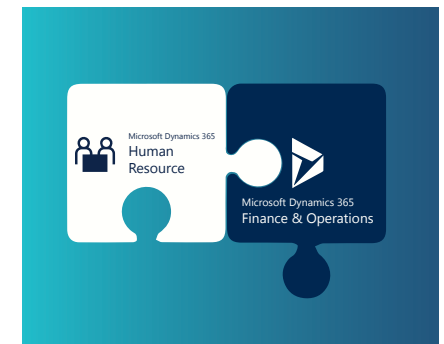 Microsoft Dynamics 365
Human
Resource
Microsoft Dynamics 365
Finance & Operations